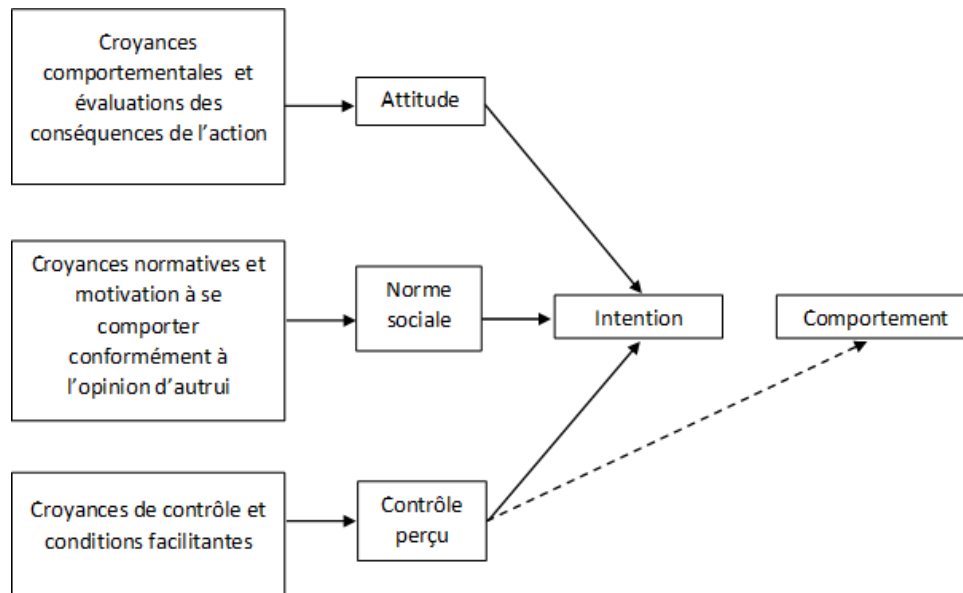 Croyances
comportementales et
évaluations des
conséquences de l'action
Attitude
Croyances normatives et
motivation à se
comporter
conformément à
l'opinion d'autrui
Norme
sociale
Intention
Comportement
Croyances de contrôle et
conditions facilitantes
Contrôle
perçu